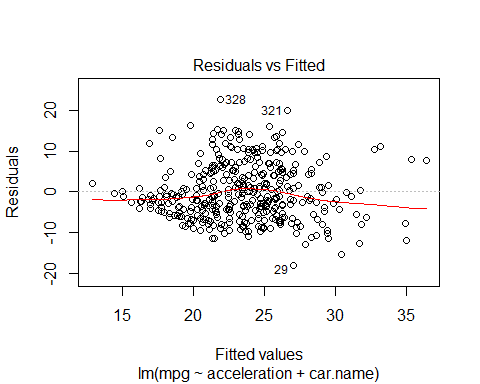 Residuals vs Fitted
Residuals
20
10
0
-10
-20
328
321
29
15 20 25 30 35
Fitted values
lm(mpg ~ acceleration + car.name)